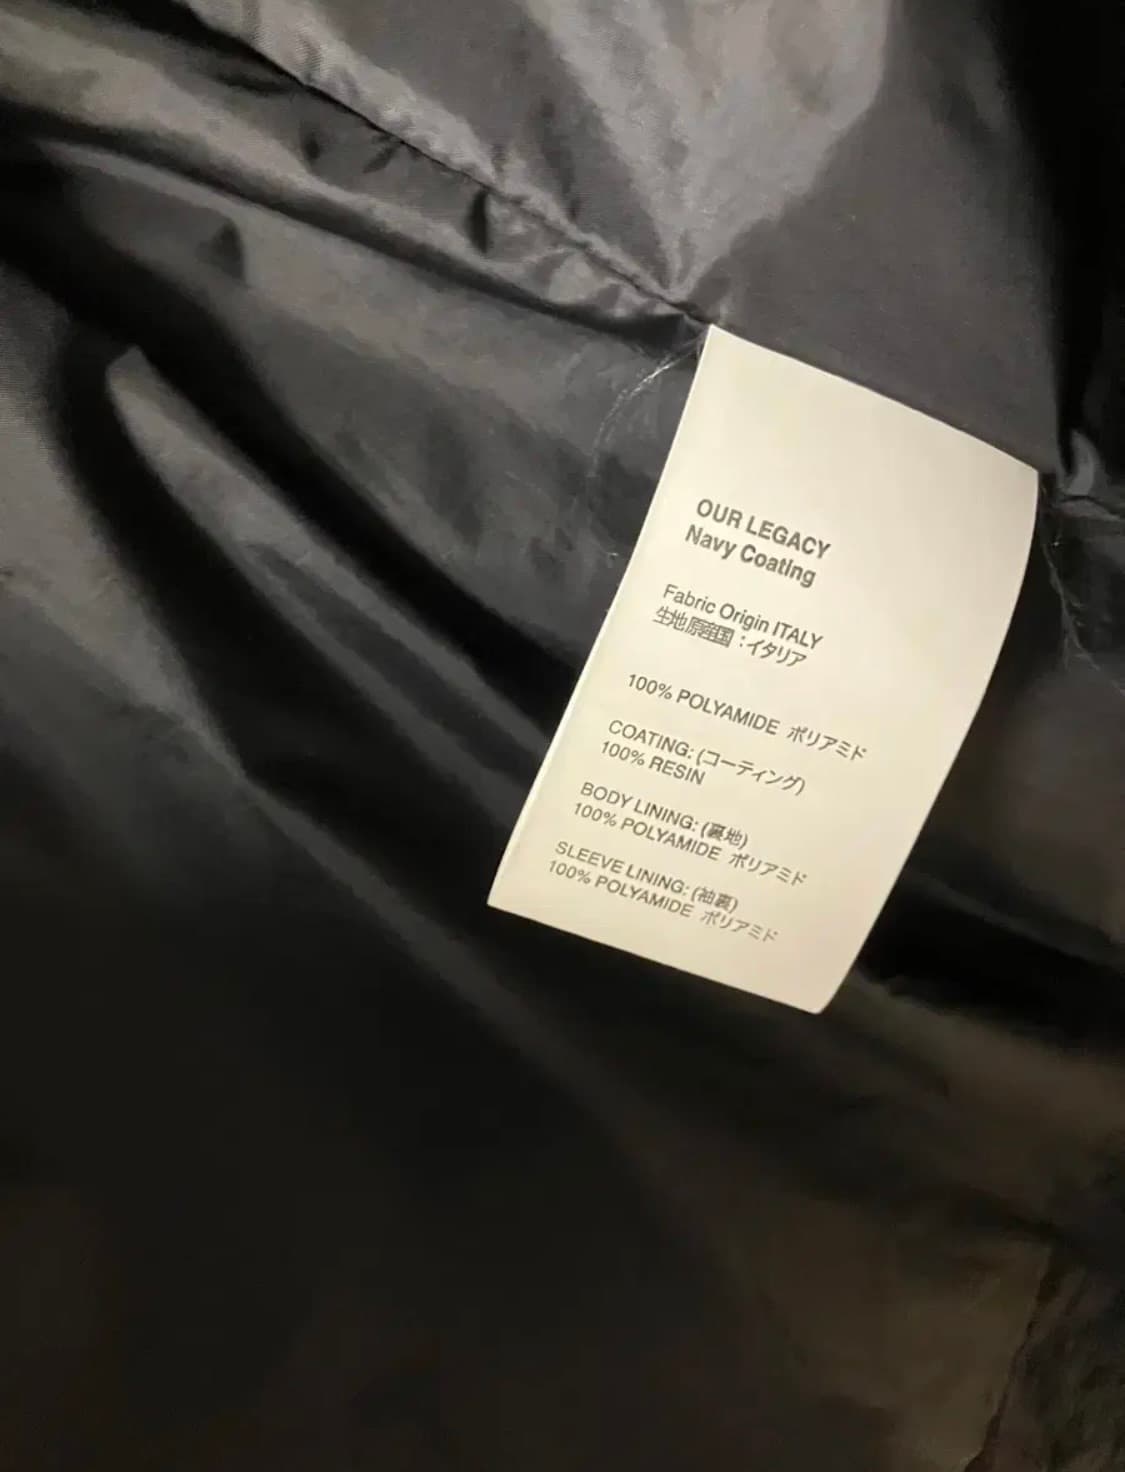 OUR LEGACY
Navy Coating
Fabric Origin ITALY
生地原産国：イタリア
100% POLYAMIDE ポリアミド
COATING: (コーティング)
100% RESIN
BODY LINING: (裏地)
100% POLYAMIDE ポリアミド
SLEEVE LINING: (袖裏)
100% POLYAMIDE ポリアミド